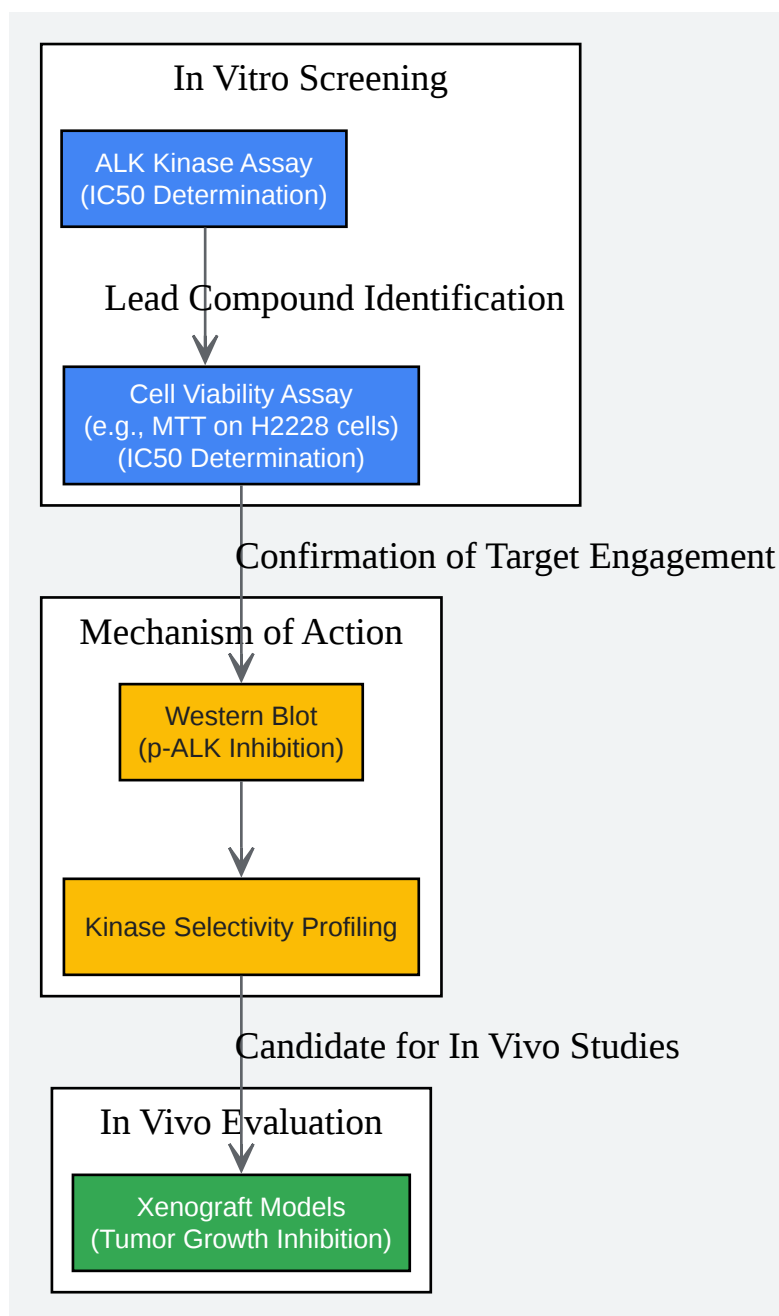 In Vitro Screening
ALK Kinase Assay
(IC50 Determination)
Lead Compound Identification
Cell Viability Assay
(e.g., MTT on H2228 cells)
(IC50 Determination)
Confirmation of Target Engagement
Mechanism of Action
Western Blot
(p-ALK Inhibition)
Kinase Selectivity Profiling
Candidate for In Vivo Studies
In Vivo Evaluation
Xenograft Models
(Tumor Growth Inhibition)